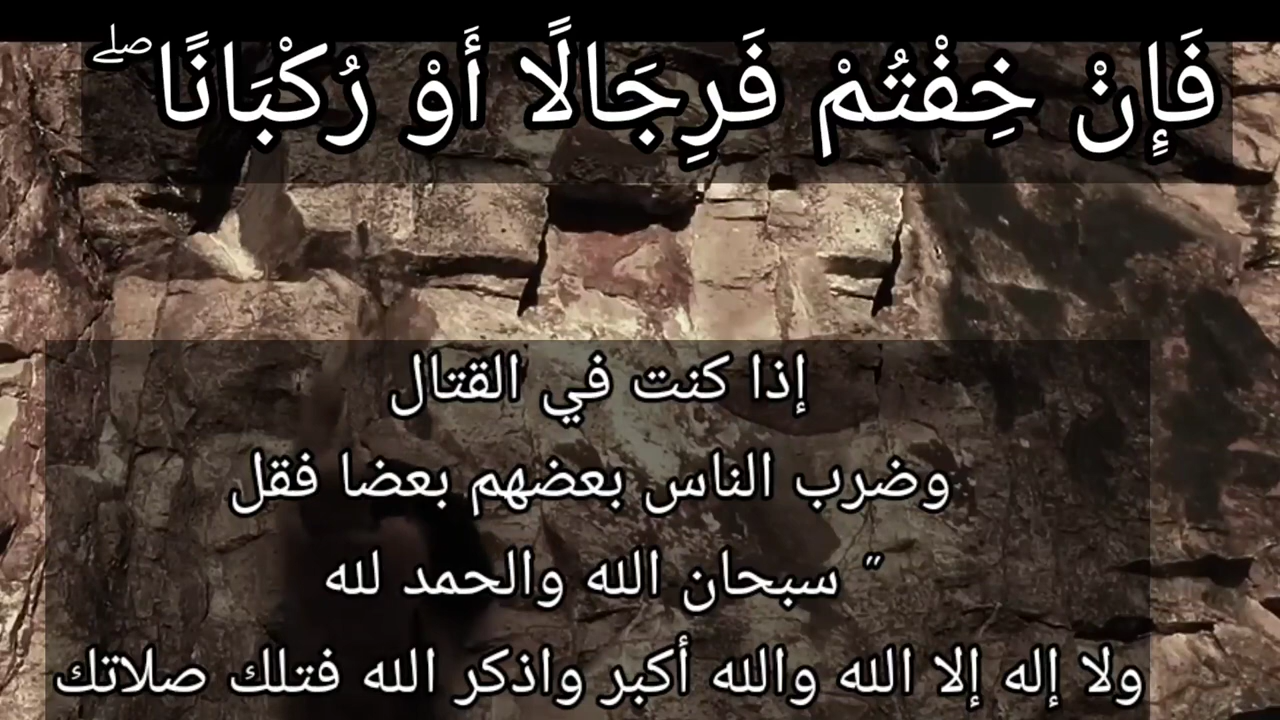 فَإِنْ خِفْتُمْ فَرِجَالًا أَوْ رُكْبَانًا ۖ
إذا كنت في القتال
وضرب الناس بعضهم بعضا فقل
" سبحان الله والحمد لله
ولا إله إلا الله والله أكبر واذكر الله فتلك صلاتك